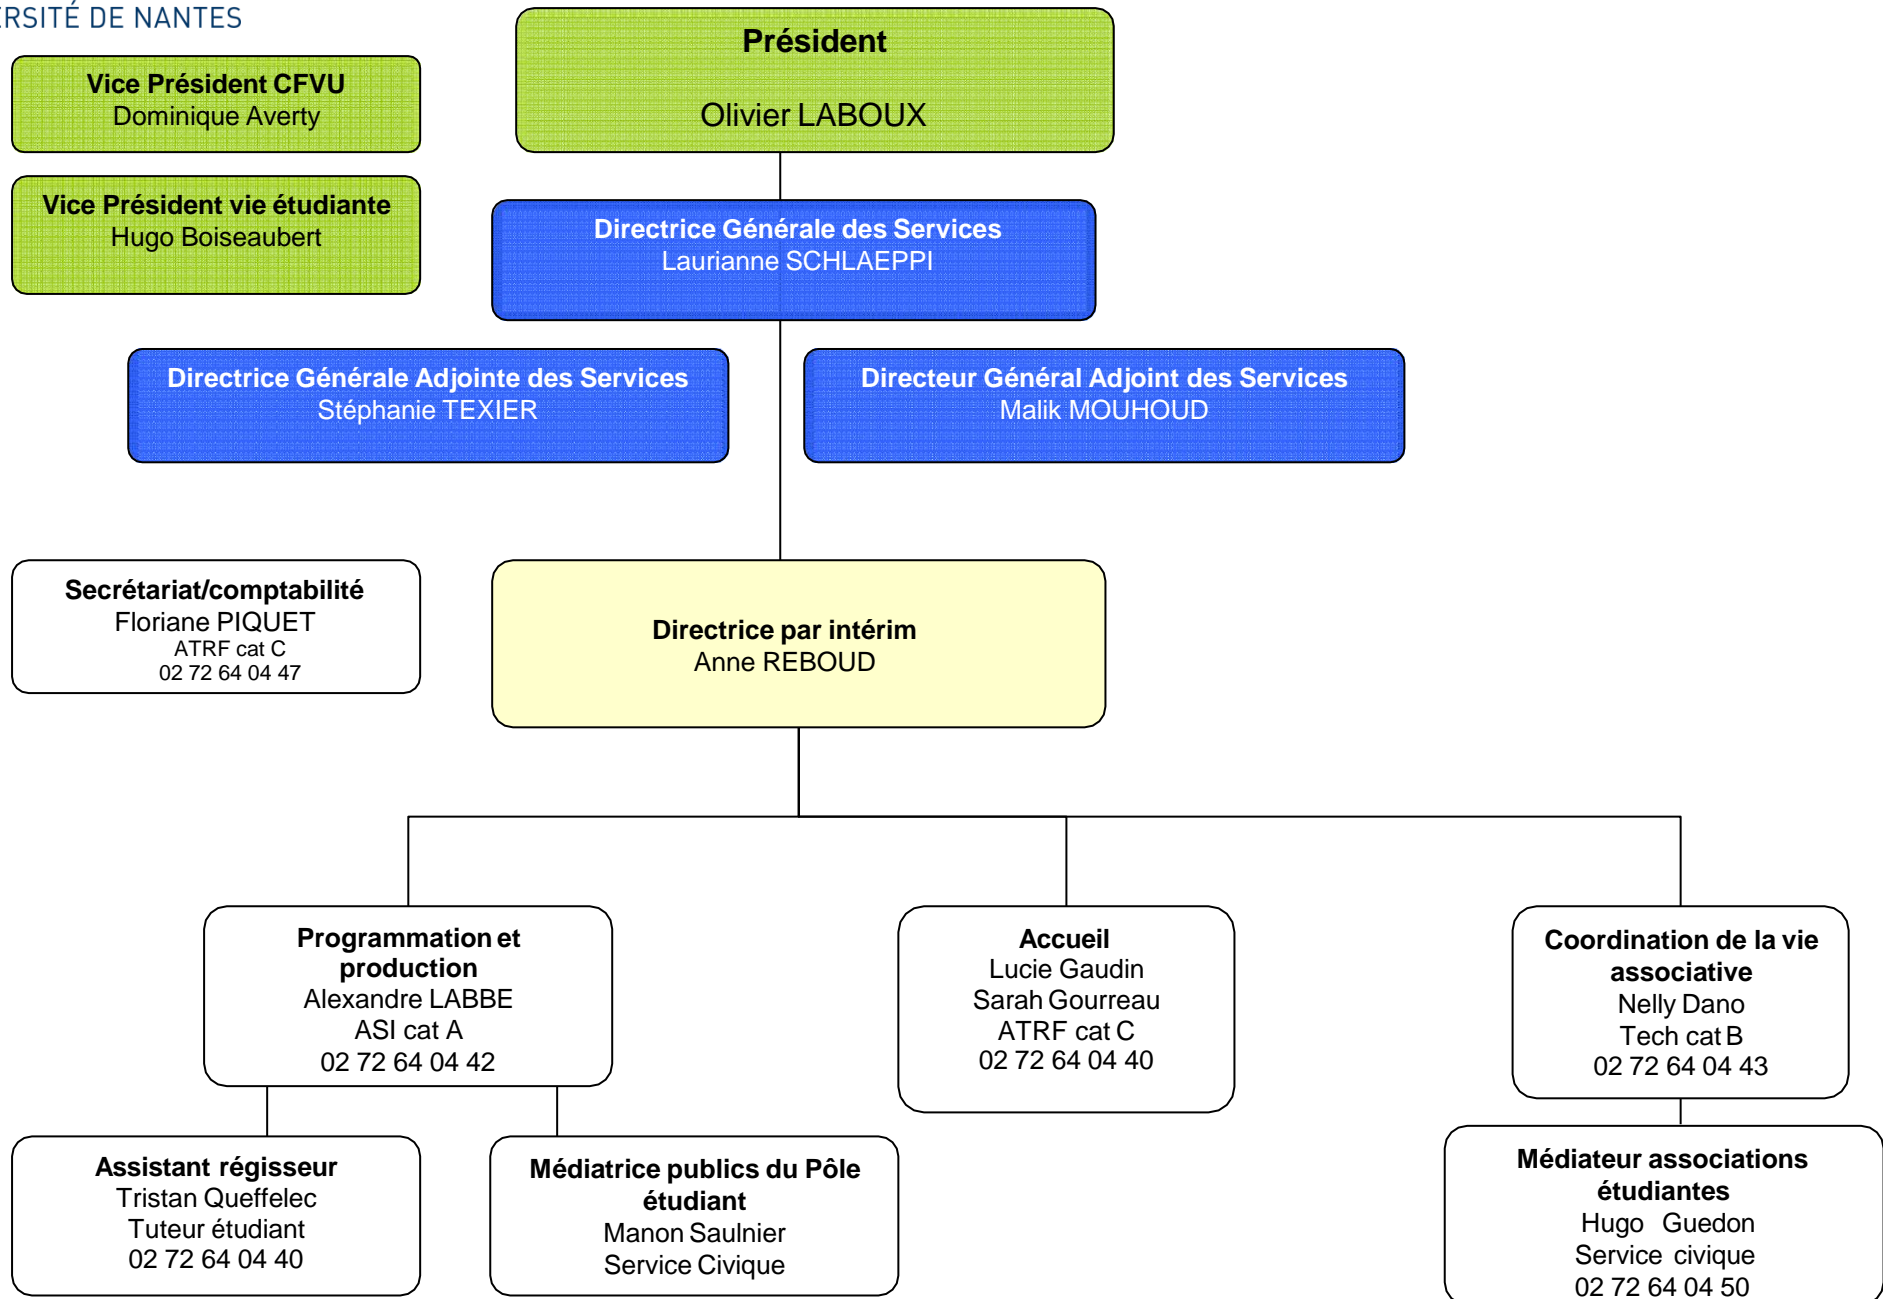 ERSITÉ DE NANTES
Président
Olivier LABOUX
Vice Président CFVU
Dominique Averty
Vice Président vie étudiante
Hugo Boiseaubert
Directrice Générale des Services
Laurianne SCHLAEPPI
Directrice Générale Adjointe des Services
Stéphanie TEXIER
Directeur Général Adjoint des Services
Malik MOUHOUD
Secrétariat/comptabilité
Floriane PIQUET
ATRF cat C
02 72 64 04 47
Directrice par intérim
Anne REBOUD
Programmation et
production
Alexandre LABBE
ASI cat A
02 72 64 04 42
Accueil
Lucie Gaudin
Sarah Gourreau
ATRF cat C
02 72 64 04 40
Coordination de la vie
associative
Nelly Dano
Tech cat B
02 72 64 04 43
Assistant régisseur
Tristan Queffelec
Tuteur étudiant
02 72 64 04 40
Médiatrice publics du Pôle
étudiant
Manon Saulnier
Service Civique
Médiateur associations
étudiantes
Hugo Guedon
Service civique
02 72 64 04 50